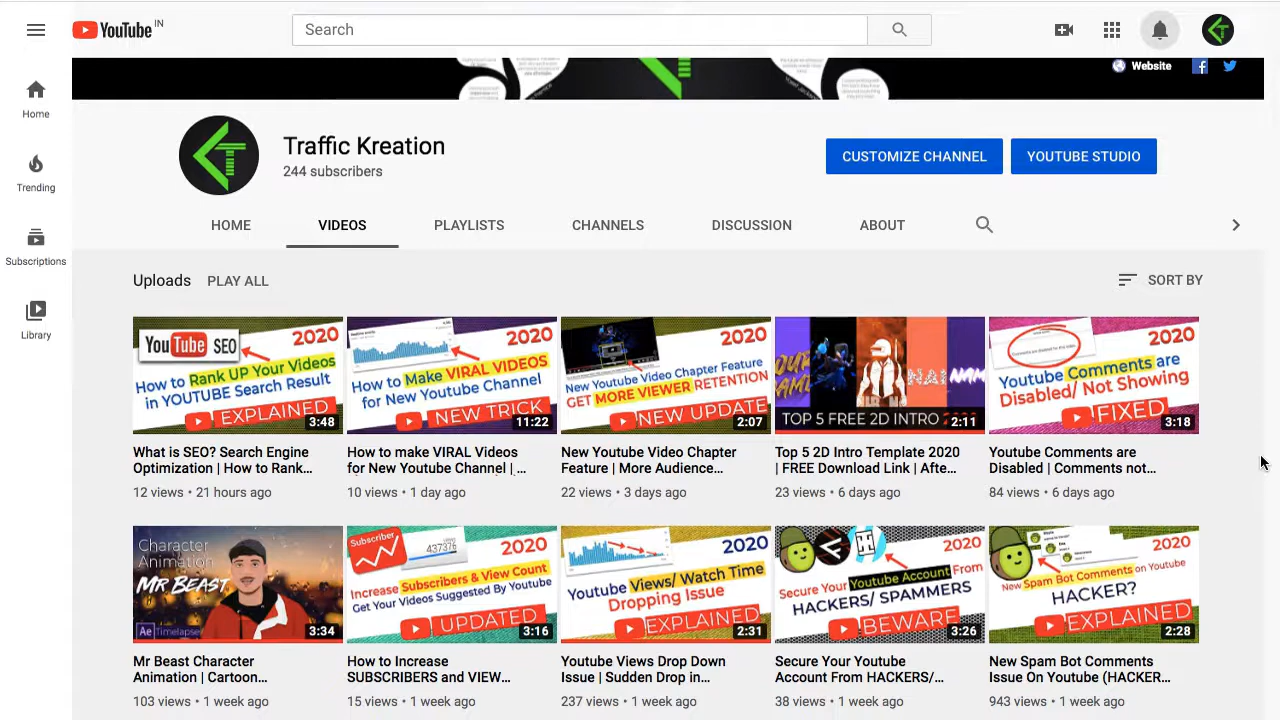 YouTube IN
Search
Home
Trending
Subscriptions
Library
Website
Traffic Kreation
244 subscribers
CUSTOMIZE CHANNEL
YOUTUBE STUDIO
HOME
VIDEOS
PLAYLISTS
CHANNELS
DISCUSSION
ABOUT
Uploads
PLAY ALL
SORT BY
YouTube SEO
2020
How to Rank UP Your Videos
in YOUTUBE Search Result
EXPLAINED
3:48
What is SEO? Search Engine
Optimization | How to Rank...
12 views • 21 hours ago
2020
How to Make VIRAL VIDEOS
for New Youtube Channel
NEW TRICK
11:22
How to make VIRAL Videos
for New Youtube Channel | ...
10 views • 1 day ago
2020
New Youtube Video Chapter Feature
GET MORE VIEWER RETENTION
NEW UPDATE
2:07
New Youtube Video Chapter
Feature | More Audience...
22 views • 3 days ago
TOP 5 FREE 2D INTRO
2:11
Top 5 2D Intro Template 2020
| FREE Download Link | Afte...
23 views • 6 days ago
2020
Youtube Comments are
Disabled/ Not Showing
FIXED
3:18
Youtube Comments are
Disabled | Comments not...
84 views • 6 days ago
Character
Animation
MR BEAST
Ae Timelapse
3:34
Mr Beast Character
Animation | Cartoon...
103 views • 1 week ago
Subscriber
437376
2020
Increase Subscribers & View Count
Get Your Videos Suggested By Youtube
UPDATED
3:16
How to Increase
SUBSCRIBERS and VIEW...
15 views • 1 week ago
2020
Youtube Views/ Watch Time
Dropping Issue
EXPLAINED
2:31
Youtube Views Drop Down
Issue | Sudden Drop in...
237 views • 1 week ago
2020
Secure Your Youtube Account From
HACKERS/ SPAMMERS
BEWARE
3:26
Secure Your Youtube
Account From HACKERS/...
38 views • 1 week ago
2020
New Spam Bot Comments on Youtube
HACKER?
EXPLAINED
2:28
New Spam Bot Comments
Issue On Youtube (HACKER...
943 views • 1 week ago